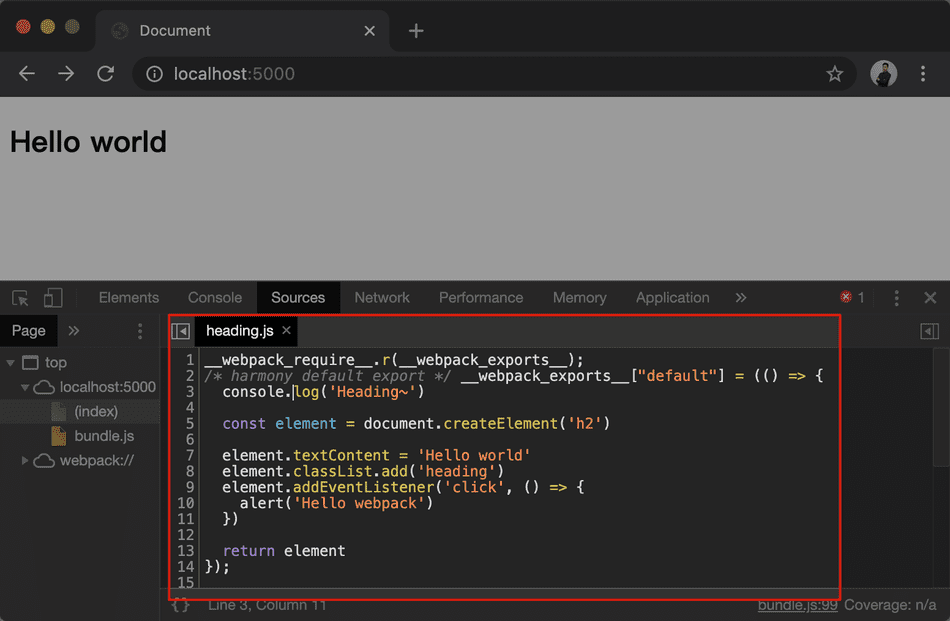 Document
localhost:5000
Hello world
Elements Console Sources Network Performance Memory Application » 1
Page » heading.js
top
localhost:5000
(index)
bundle.js
webpack://
1 __webpack_require__.r(__webpack_exports__);
2 /* harmony default export */ __webpack_exports__["default"] = (() => {
3 console.log('Heading~')
4
5 const element = document.createElement('h2')
6
7 element.textContent = 'Hello world'
8 element.classList.add('heading')
9 element.addEventListener('click', () => {
10 alert('Hello webpack')
11 })
12
13 return element
14 });
15
{} Line 3, Column 11 bundle.js:99 Coverage: n/a